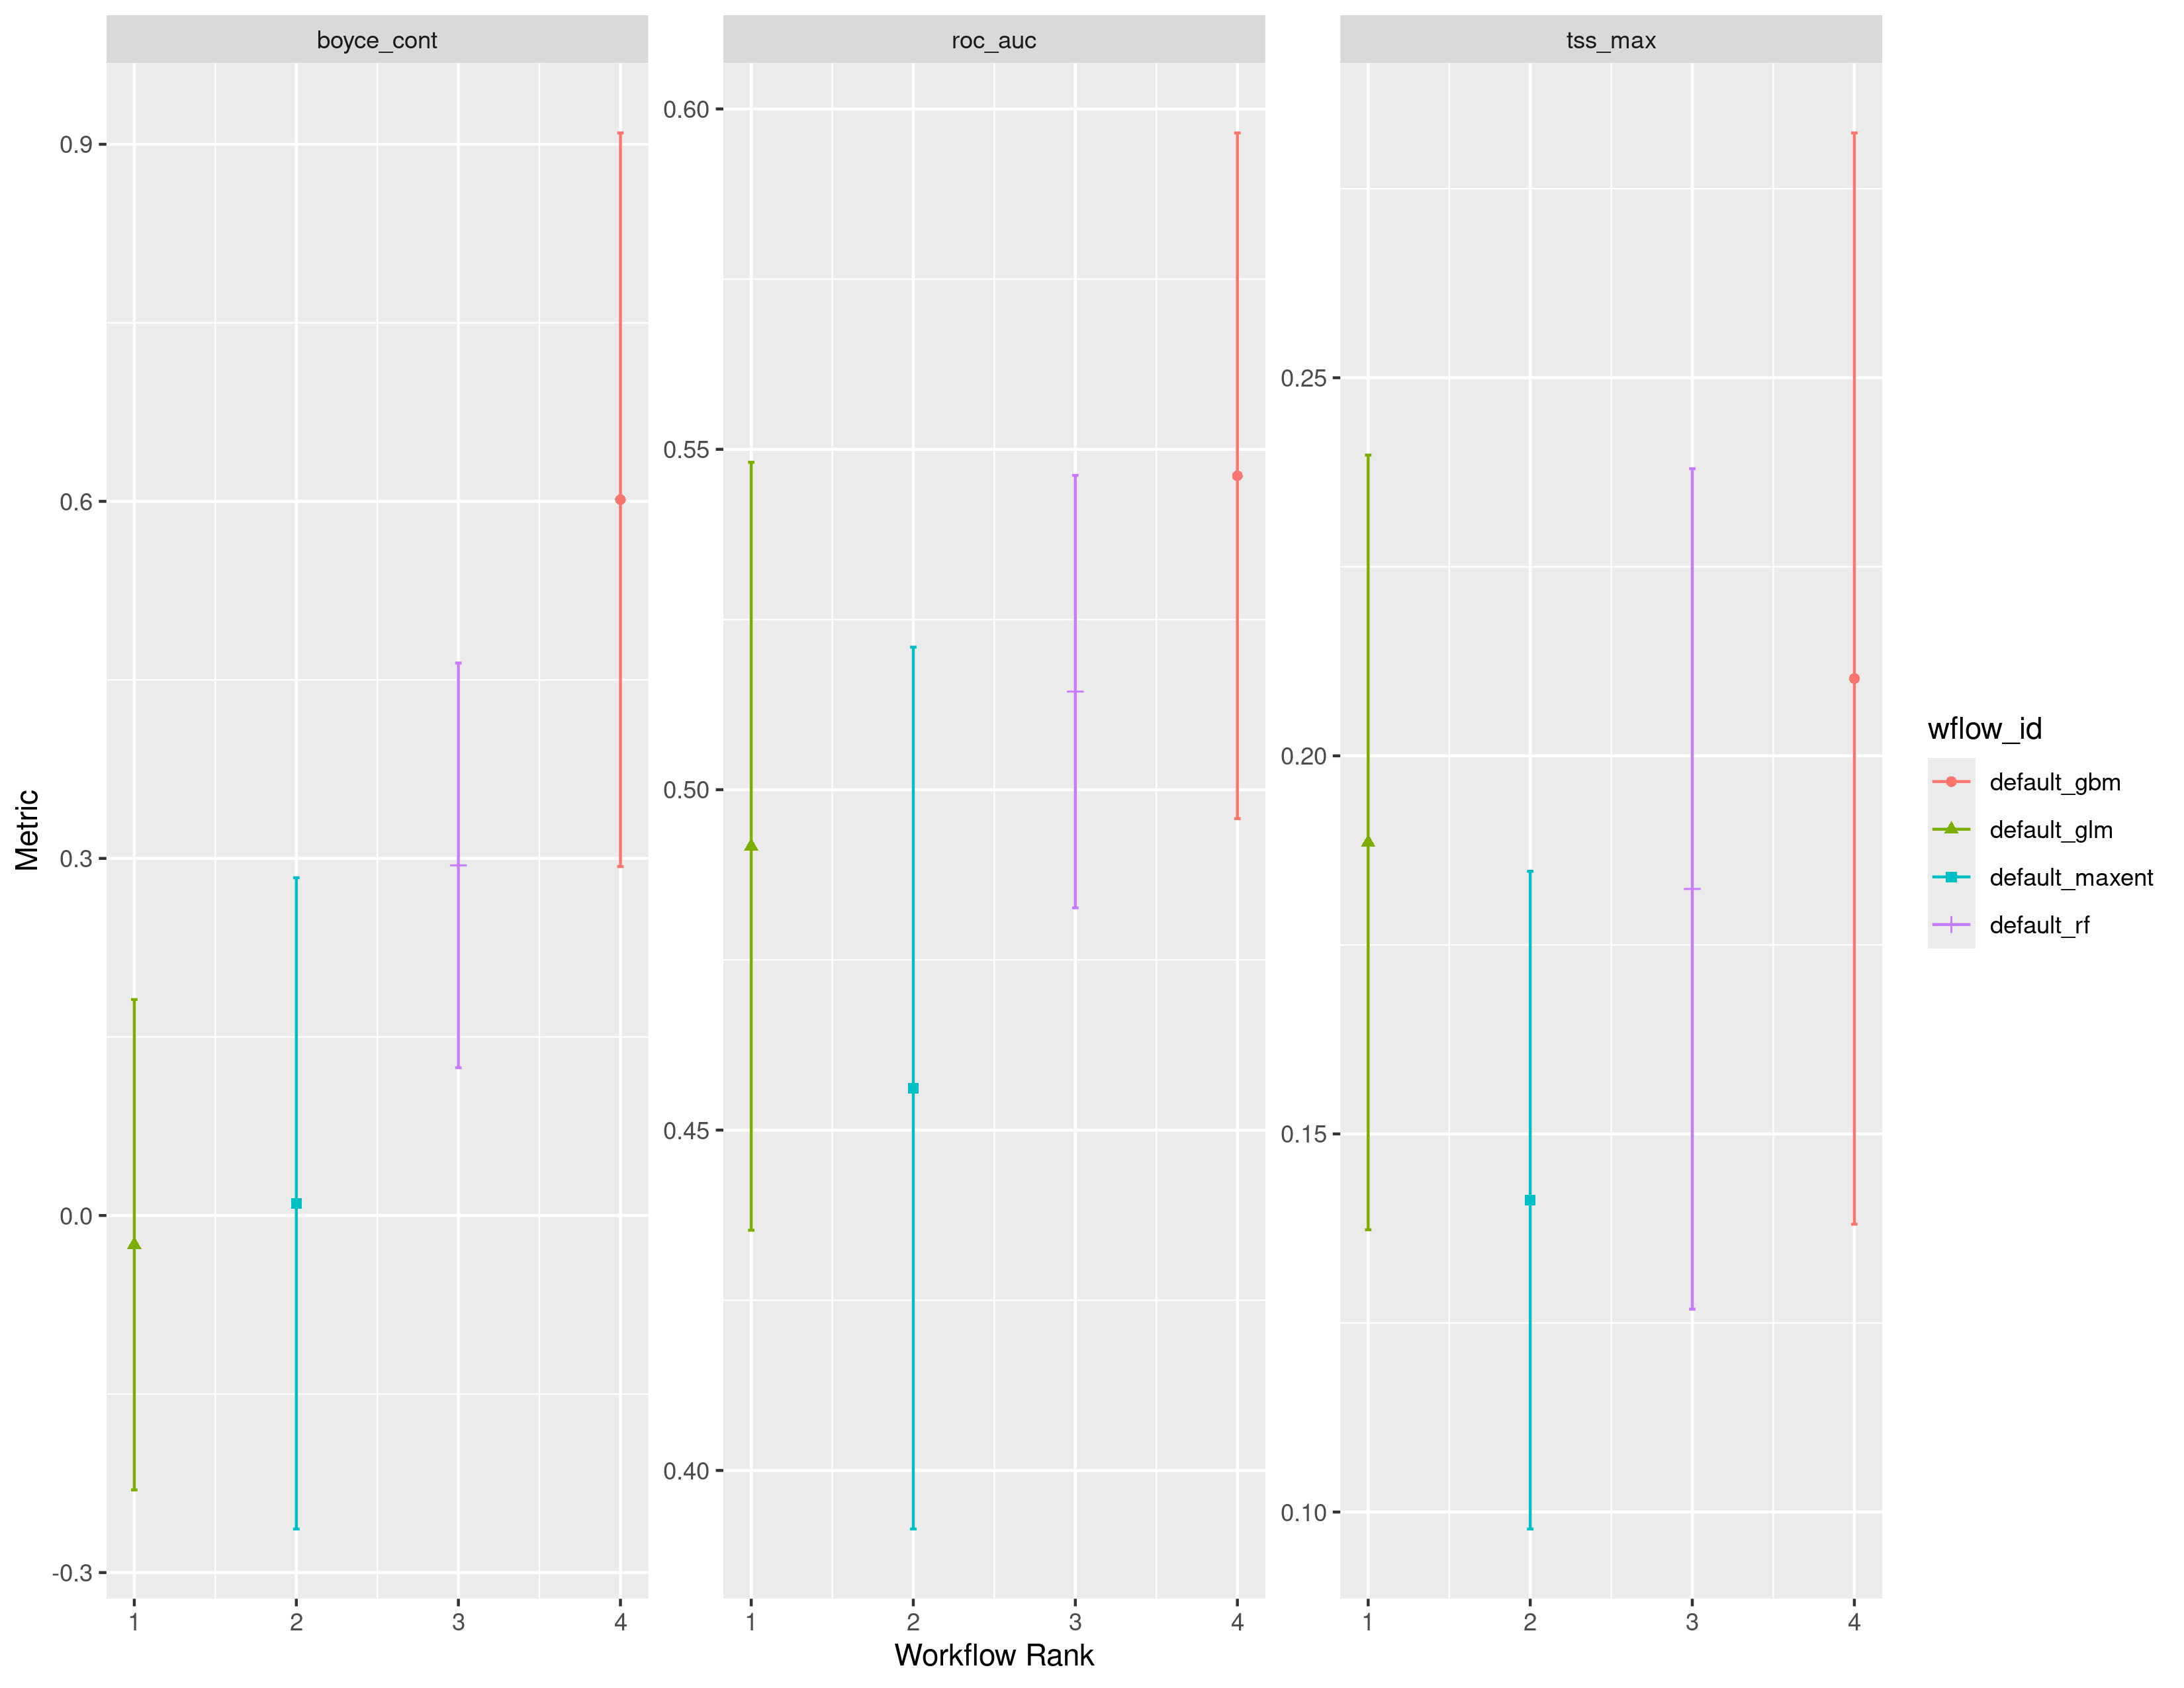 boyce_cont
roc_auc
tss_max
Metric
0.9
0.6
0.3
0.0
-0.3
0.60
0.55
0.50
0.45
0.40
0.25
0.20
0.15
0.10
1 2 3 4
1 2 3 4
1 2 3 4
Workflow Rank
wflow_id
default_gbm
default_glm
default_maxent
default_rf